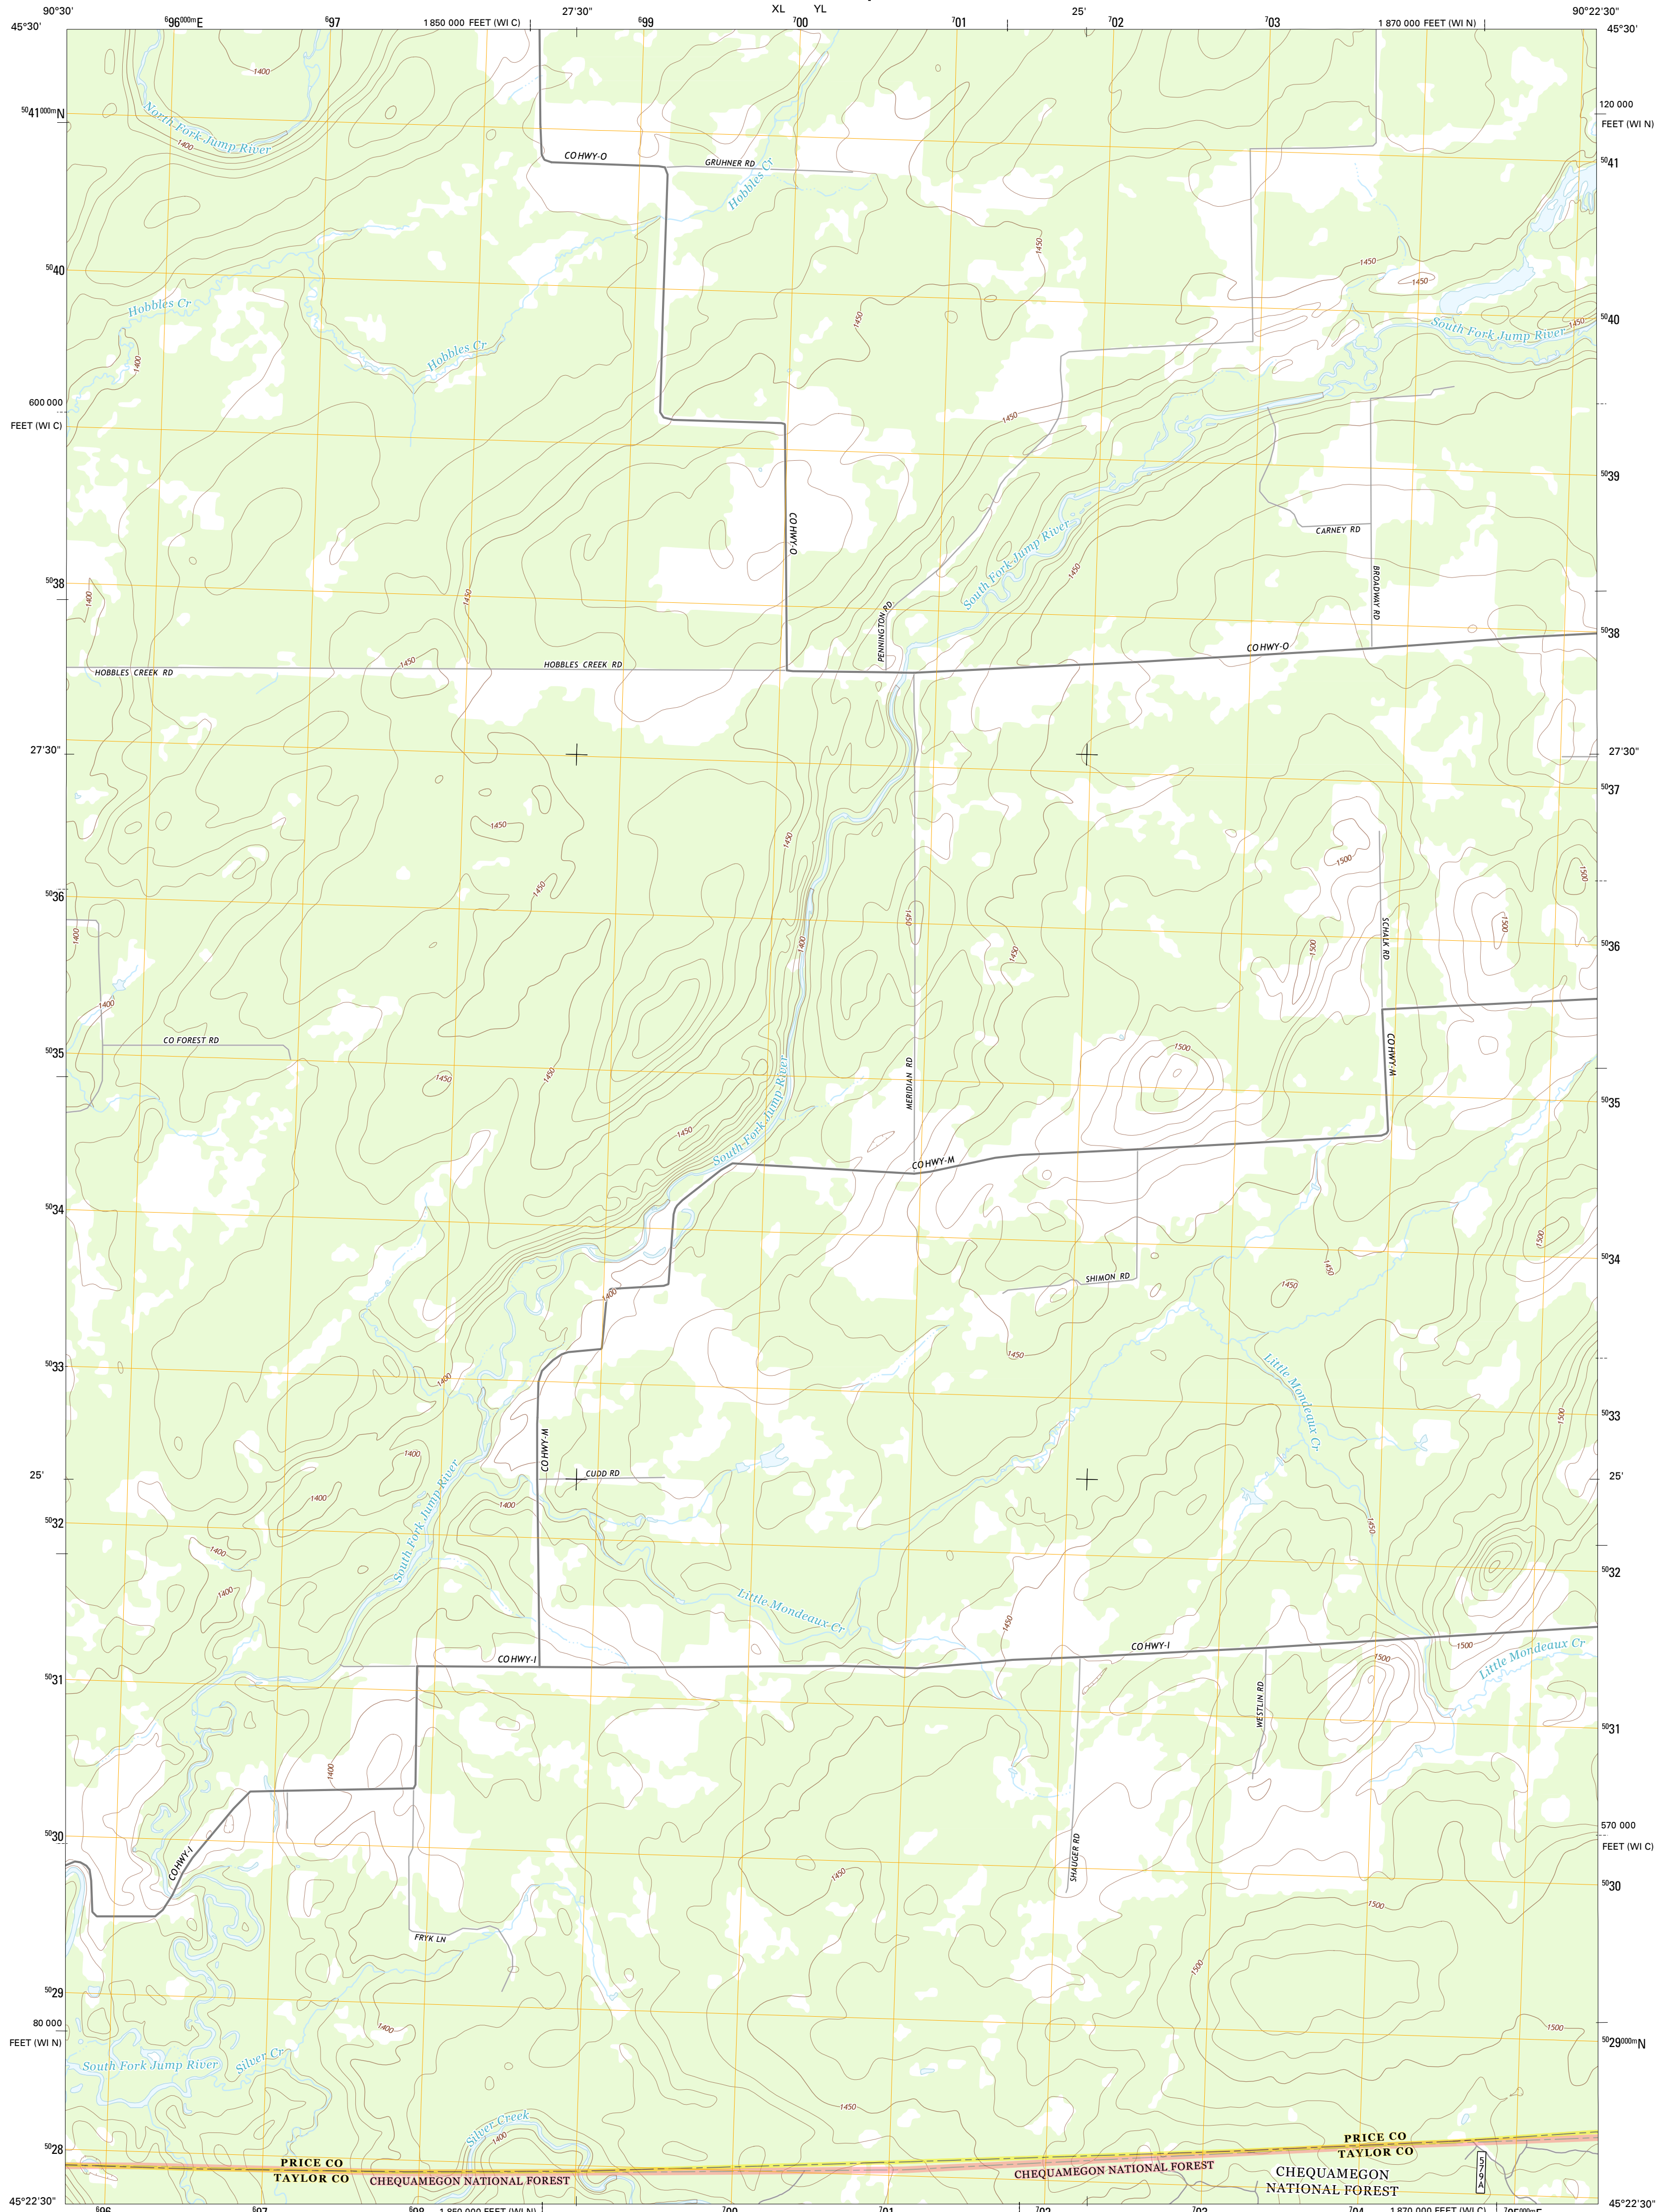 90°30'
⁶96⁰⁰⁰ᵐE
⁶97
1 850 000 FEET (WI C)
27'30"
⁶99
XL YL
⁷00
⁷01
25'
⁷02
⁷03
1 870 000 FEET (WI N)
90°22'30"
45°30'
45°30'
1400
North Fork Jump River
1400
⁵⁰41⁰⁰⁰ᵐN
120 000
FEET (WI N)
⁵⁰41
CO HWY-O
GRUHNER RD
Hobbles Cr
1450
1450
1450
⁵⁰40
Hobbles Cr
1450
⁵⁰40
South Fork Jump River
1450
Hobbles Cr
1400
600 000
FEET (WI C)
1450
⁵⁰39
CO HWY-O
CARNEY RD
South Fork Jump River
1450
BROADWAY RD
⁵⁰38
1400
1450
PENNINGTON RD
⁵⁰38
CO HWY-O
1450
HOBBLES CREEK RD
HOBBLES CREEK RD
27'30"
27'30"
⁵⁰37
1450
1450
1500
1500
1450
⁵⁰36
1450
1500
SCHALK RD
1400
1400
1450
1500
⁵⁰36
1400
CO FOREST RD
⁵⁰35
1500
CO HWY-M
1450
1450
MERIDIAN RD
South Fork Jump River
⁵⁰35
1450
CO HWY-M
⁵⁰34
1500
⁵⁰34
1450
SHIMON RD
1450
1400
1450
⁵⁰33
1400
Little Mondeaux Cr
1500
⁵⁰33
CO HWY-M
1400
CUDD RD
25'
25'
1400
1400
South Fork Jump River
⁵⁰32
1450
1400
⁵⁰32
1400
Little Mondeaux Cr
1450
CO HWY-I
CO HWY-I
1500
1500
Little Mondeaux Cr
⁵⁰31
WESTLIN RD
⁵⁰31
1400
⁵⁰30
570 000
FEET (WI C)
CO HWY-I
SHAUGER RD
1450
⁵⁰30
1500
FRYK LN
1500
⁵⁰29
80 000
FEET (WI N)
1400
1500
⁵⁰29⁰⁰⁰ᵐN
South Fork Jump River
Silver Cr
1450
Silver Creek
1400
⁵⁰28
PRICE CO
TAYLOR CO
CHEQUAMEGON NATIONAL FOREST
CHEQUAMEGON NATIONAL FOREST
PRICE CO
TAYLOR CO
CHEQUAMEGON
NATIONAL FOREST
579A
45°22'30"
45°22'30"